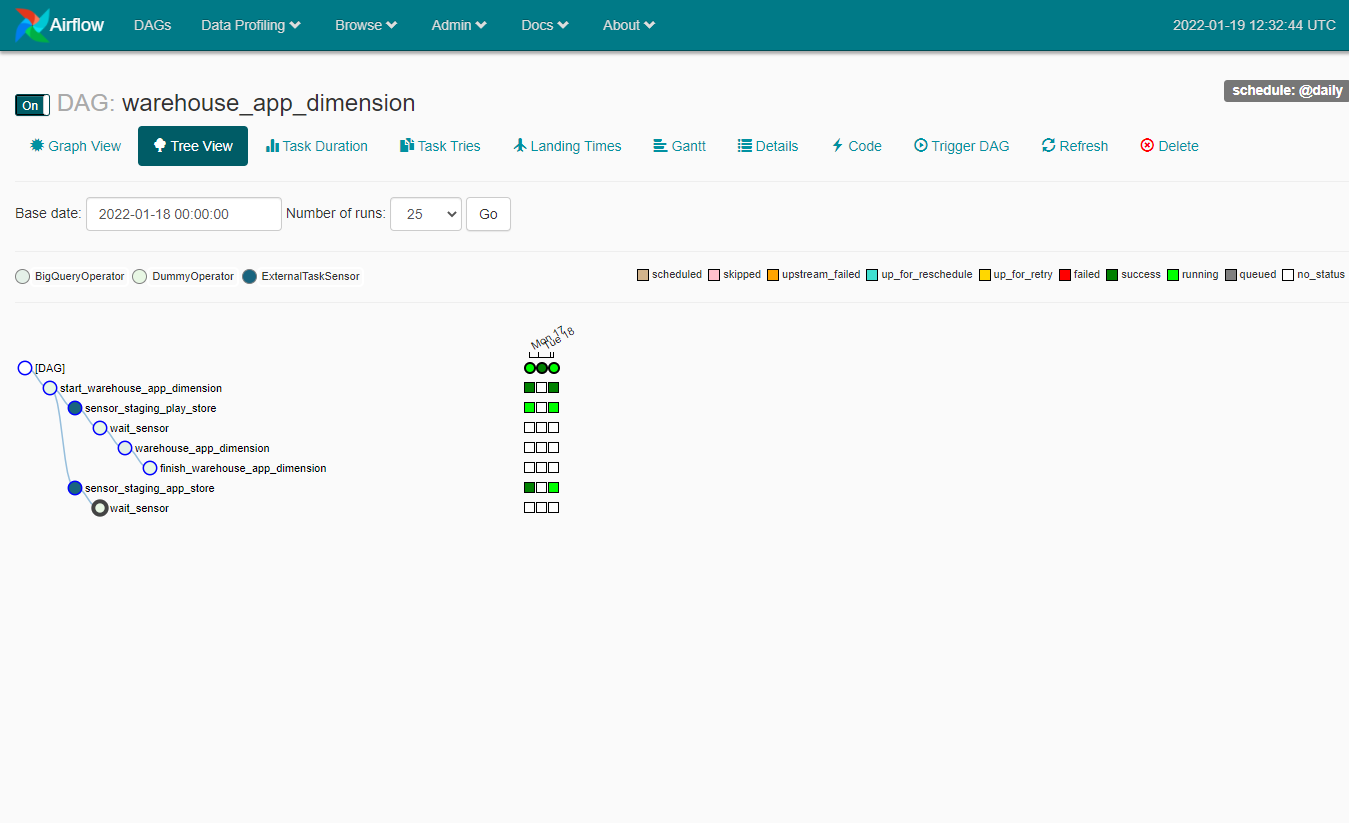 Airflow DAGs Data Profiling Browse Admin Docs About 2022-01-19 12:32:44 UTC
schedule: @daily
On DAG: warehouse_app_dimension
Graph View Tree View Task Duration Task Tries Landing Times Gantt Details Code Trigger DAG Refresh Delete
Base date: 2022-01-18 00:00:00 Number of runs: 25 Go
BigQueryOperator DummyOperator ExternalTaskSensor scheduled skipped upstream_failed up_for_reschedule up_for_retry failed success running queued no_status
Mon 17 Tue 18
[DAG]
start_warehouse_app_dimension
sensor_staging_play_store
wait_sensor
warehouse_app_dimension
finish_warehouse_app_dimension
sensor_staging_app_store
wait_sensor